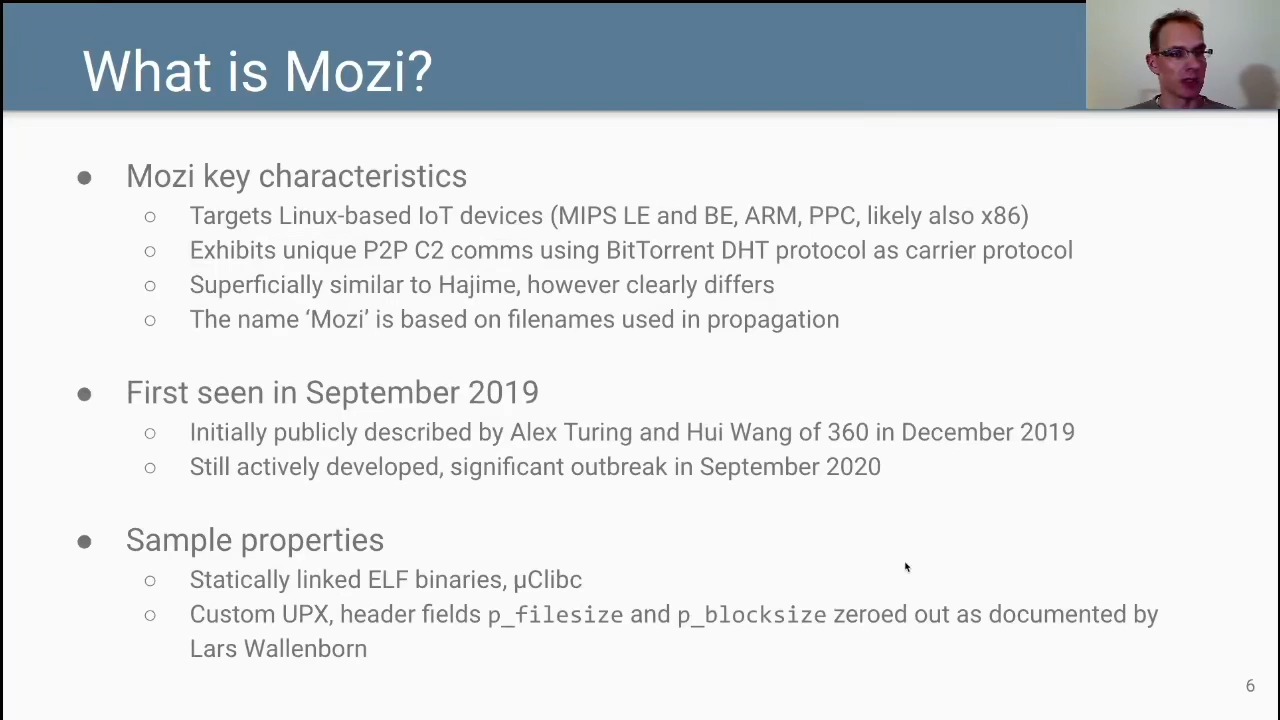 What is Mozi?
● Mozi key characteristics
○ Targets Linux-based IoT devices (MIPS LE and BE, ARM, PPC, likely also x86)
○ Exhibits unique P2P C2 comms using BitTorrent DHT protocol as carrier protocol
○ Superficially similar to Hajime, however clearly differs
○ The name ‘Mozi’ is based on filenames used in propagation
● First seen in September 2019
○ Initially publicly described by Alex Turing and Hui Wang of 360 in December 2019
○ Still actively developed, significant outbreak in September 2020
● Sample properties
○ Statically linked ELF binaries, µClibc
○ Custom UPX, header fields p_filesize and p_blocksize zeroed out as documented by
Lars Wallenborn
6